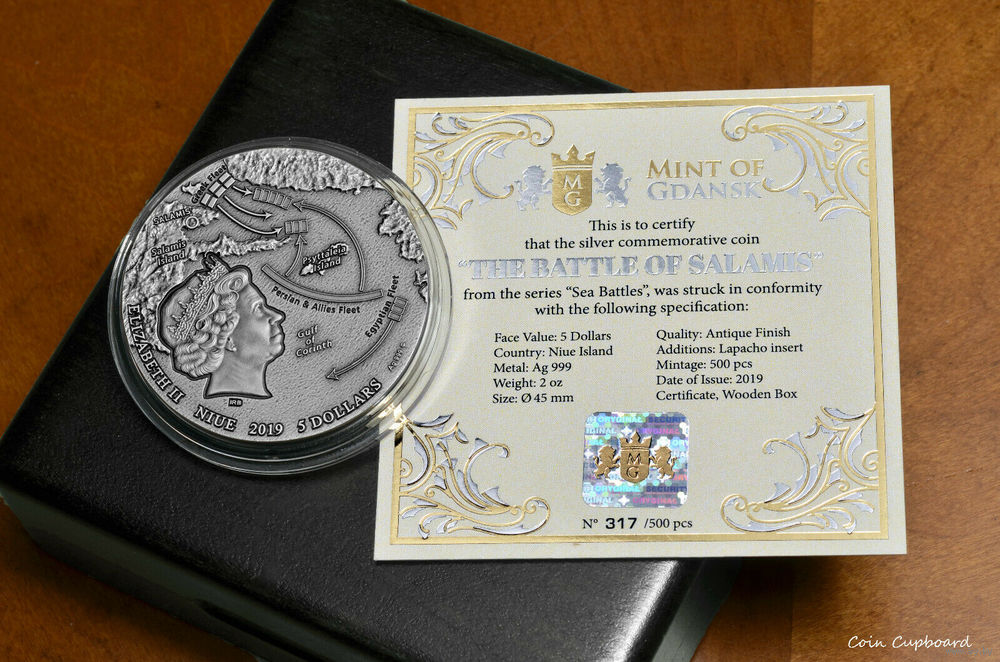 Greek Fleet
SALAMIS
Salamis
Island
Psyttaleia
Island
Persian & Allies Fleet
Egyptian Fleet
Gulf
of
Corinth
ELIZABETH II NIUE 2019 5 DOLLARS
IRB
Ag 999
M
G
MINT OF
GDANSK
This is to certify
that the silver commemorative coin
"THE BATTLE OF SALAMIS"
from the series "Sea Battles", was struck in conformity
with the following specification:
Face Value: 5 Dollars
Country: Niue Island
Metal: Ag 999
Weight: 2 oz
Size: Ø 45 mm
Quality: Antique Finish
Additions: Lapacho insert
Mintage: 500 pcs
Date of Issue: 2019
Certificate, Wooden Box
M
G
N° 317 /500 pcs
Coin Cupboard